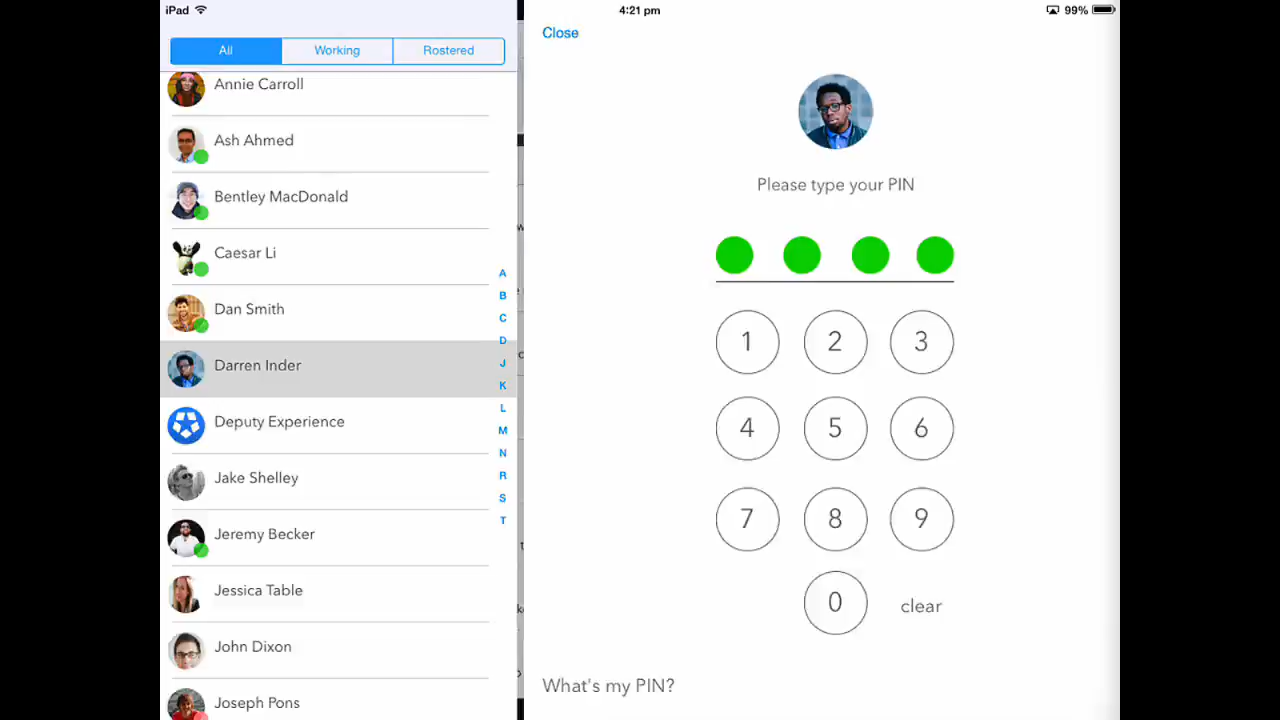 iPad
4:21 pm
99%
All
Working
Rostered
Close
Annie Carroll
Ash Ahmed
Bentley MacDonald
Caesar Li
Dan Smith
Darren Inder
Deputy Experience
Jake Shelley
Jeremy Becker
Jessica Table
John Dixon
Joseph Pons
A
B
C
D
J
K
L
M
N
R
S
T
Please type your PIN
1 2 3
4 5 6
7 8 9
0 clear
What's my PIN?